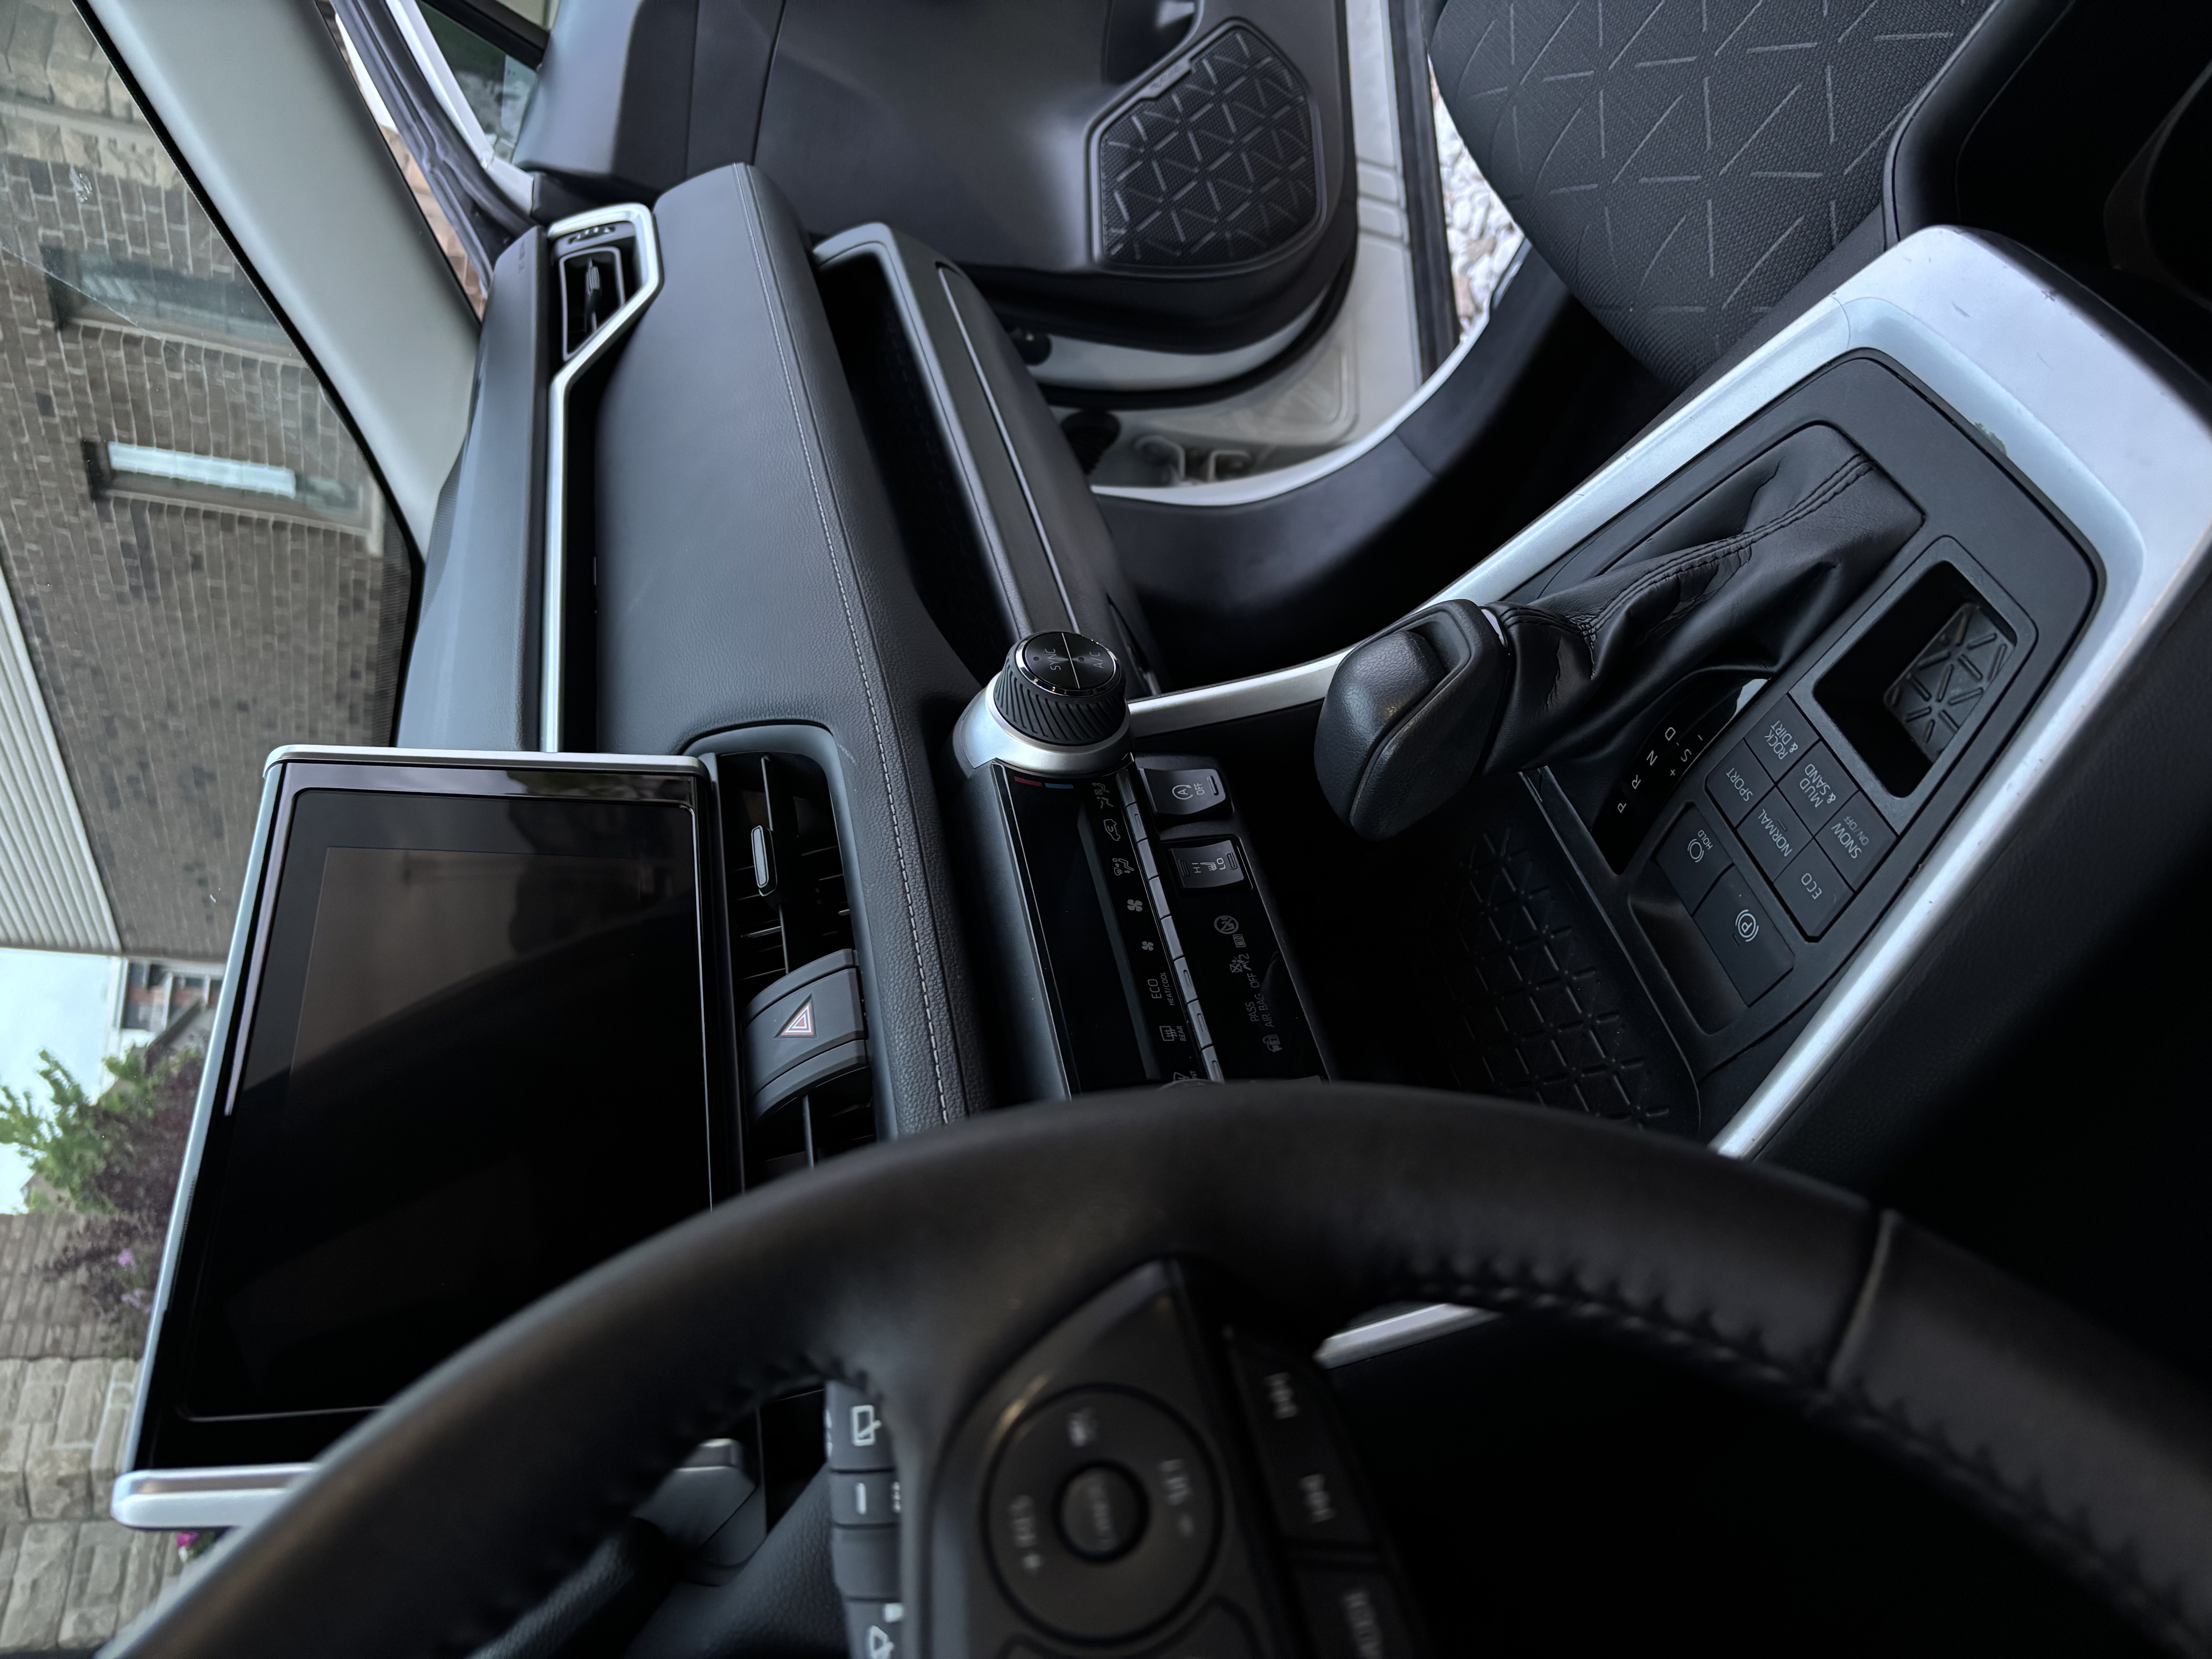 + RES
CANCEL
- SET
MODE
SYNC
A/C
REAR
ECO
HEAT/COOL
HI
LO
A
OFF
PASS
AIR BAG OFF 2
P
R
N
+
S - D
-
HOLD
P
ECO
NORMAL
SPORT
SNOW
ON / OFF
MUD
& SAND
ROCK
& DIRT